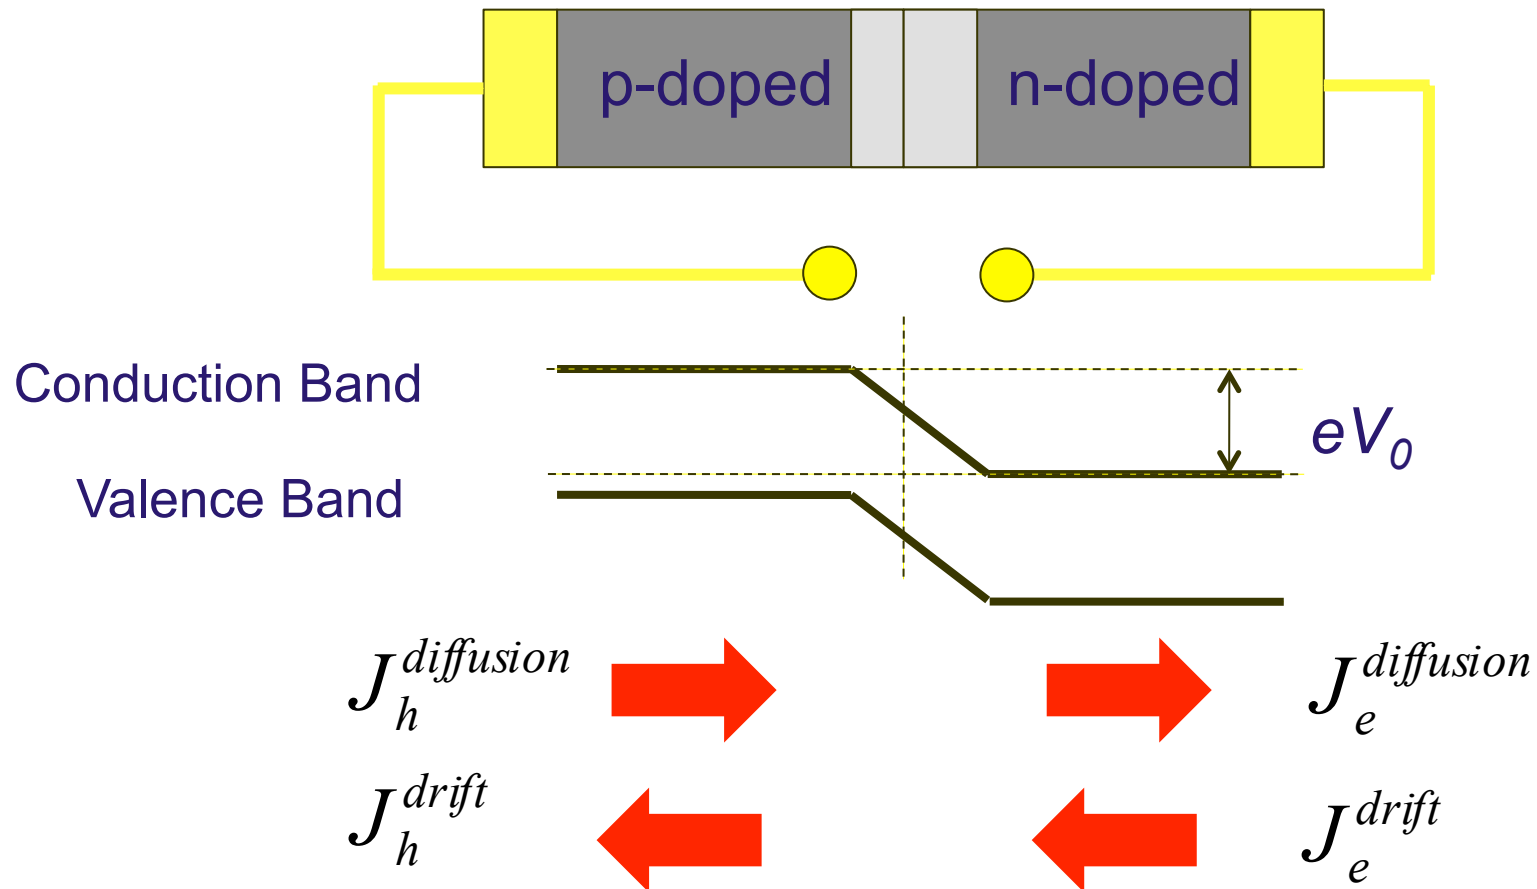 p-doped n-doped
Conduction Band
eV₀
Valence Band
J_h^{diffusion} J_e^{diffusion}
J_h^{drift} J_e^{drift}